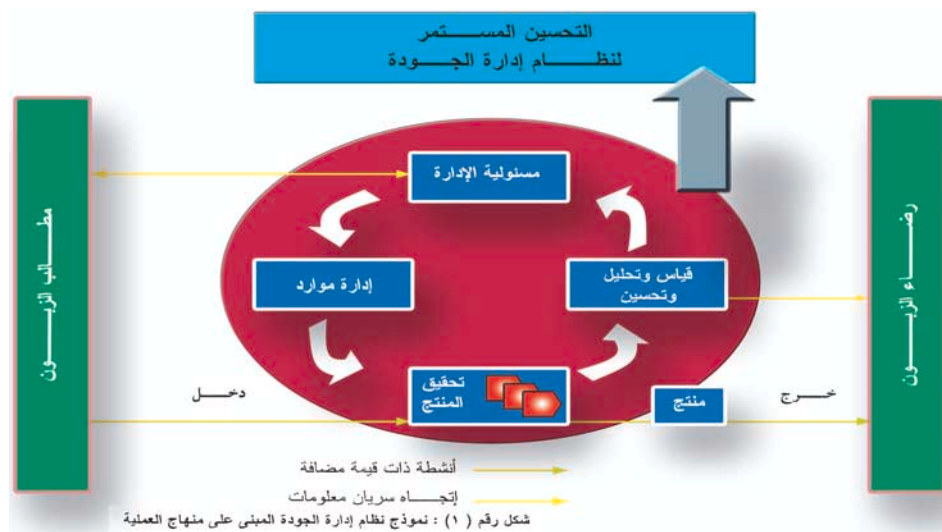 التحسين المستمر
لنظام إدارة الجودة
مسئولية الإدارة
مطالب الزبون
رضاء الزبون
إدارة موارد
قياس وتحليل
وتحسين
تحقيق
المنتج
منتج
دخل
خرج
أنشطة ذات قيمة مضافة
إتجاه سريان معلومات
شكل رقم ( ١ ) : نموذج نظام إدارة الجودة المبنى على منهاج العملية